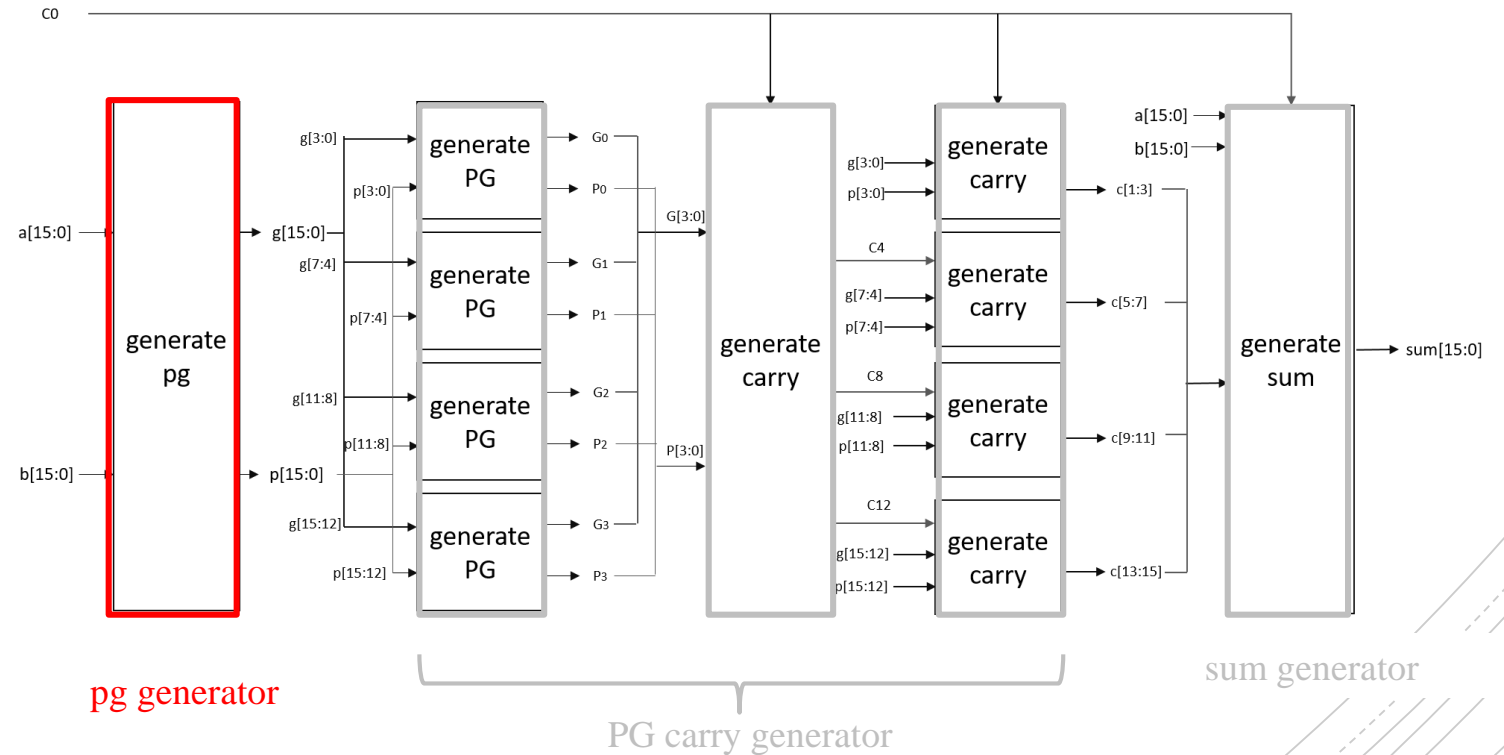 C0
a[15:0]
b[15:0]
generate
pg
g[15:0]
p[15:0]
g[3:0]
p[3:0]
g[7:4]
p[7:4]
g[11:8]
p[11:8]
g[15:12]
p[15:12]
generate
PG
generate
PG
generate
PG
generate
PG
G0
P0
G1
P1
G2
P2
G3
P3
G[3:0]
P[3:0]
generate
carry
g[3:0]
p[3:0]
C4
g[7:4]
p[7:4]
C8
g[11:8]
p[11:8]
C12
g[15:12]
p[15:12]
generate
carry
generate
carry
generate
carry
generate
carry
c[1:3]
c[5:7]
c[9:11]
c[13:15]
a[15:0]
b[15:0]
generate
sum
sum[15:0]
pg generator
PG carry generator
sum generator